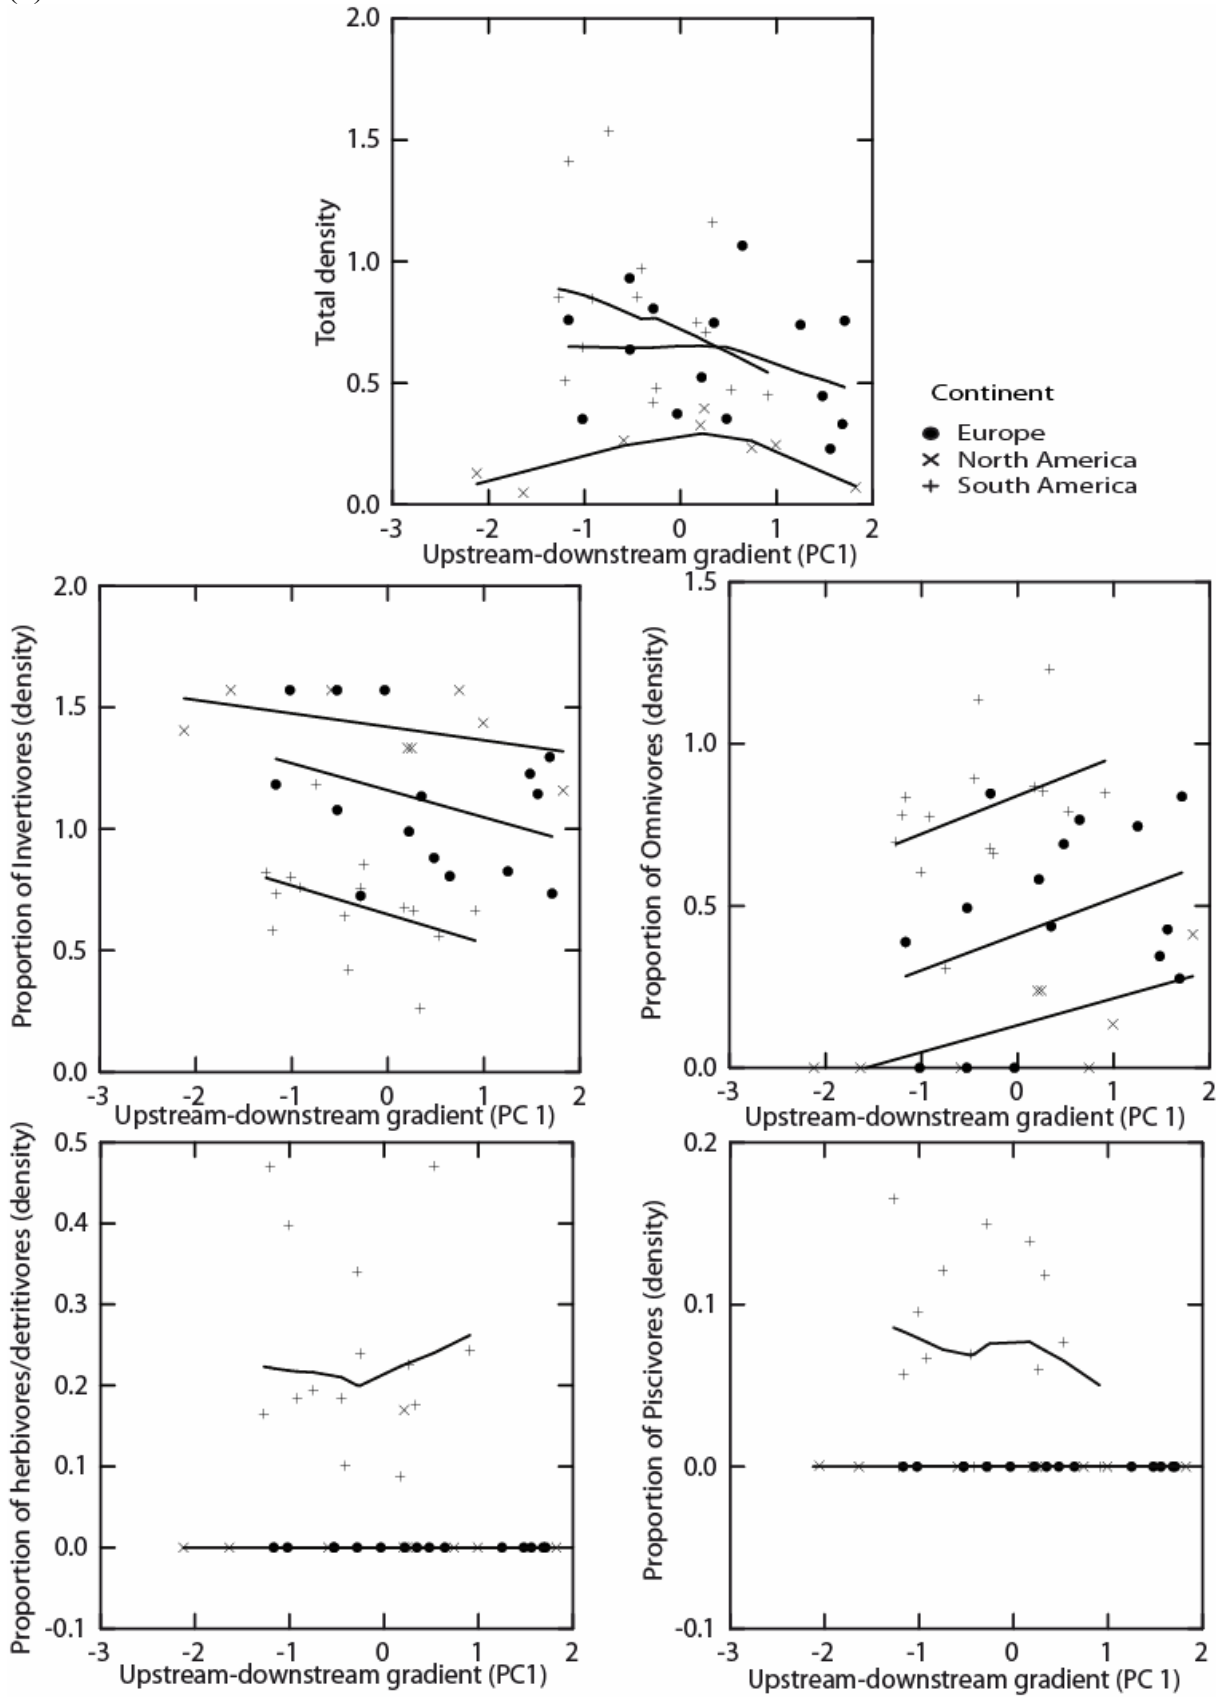 2.0
1.5
1.0
0.5
0.0
Total density
-3 -2 -1 0 1 2
Upstream-downstream gradient (PC1)
Continent
Europe
North America
South America
2.0
1.5
1.0
0.5
0.0
Proportion of Invertivores (density)
-3 -2 -1 0 1 2
Upstream-downstream gradient (PC 1)
1.5
1.0
0.5
0.0
Proportion of Omnivores (density)
-3 -2 -1 0 1 2
Upstream-downstream gradient (PC 1)
0.5
0.4
0.3
0.2
0.1
0.0
-0.1
Proportion of herbivores/detritivores (density)
-3 -2 -1 0 1 2
Upstream-downstream gradient (PC1)
0.2
0.1
0.0
-0.1
Proportion of Piscivores (density)
-3 -2 -1 0 1 2
Upstream-downstream gradient (PC 1)